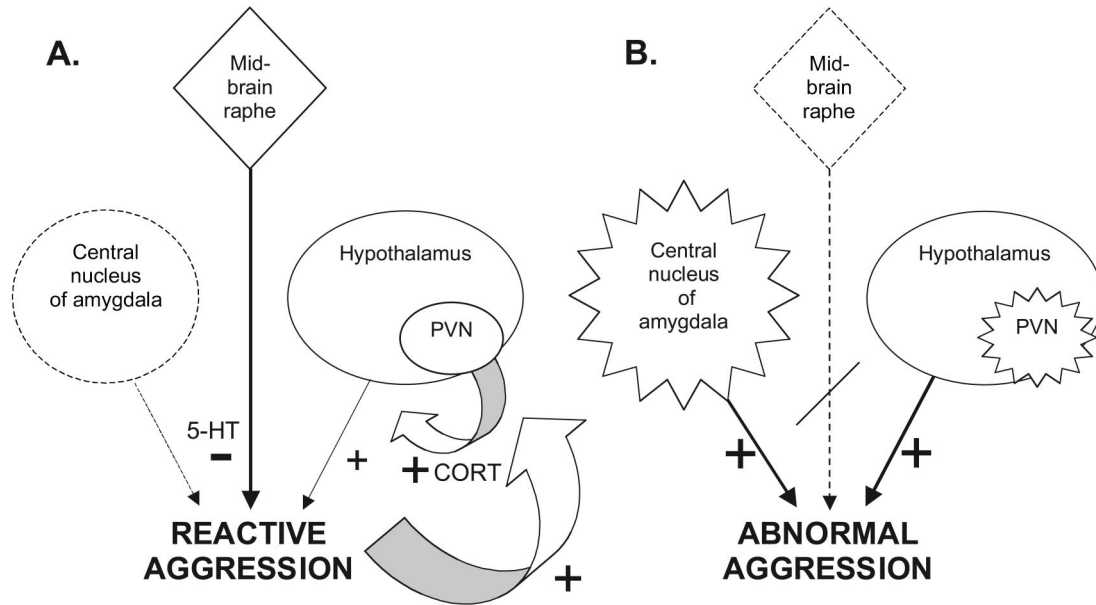 A.
Mid-
brain
raphe
Central
nucleus
of amygdala
Hypothalamus
PVN
5-HT
-
+
+ CORT
+
REACTIVE
AGGRESSION
B.
Mid-
brain
raphe
Central
nucleus
of
amygdala
Hypothalamus
PVN
+
+
ABNORMAL
AGGRESSION